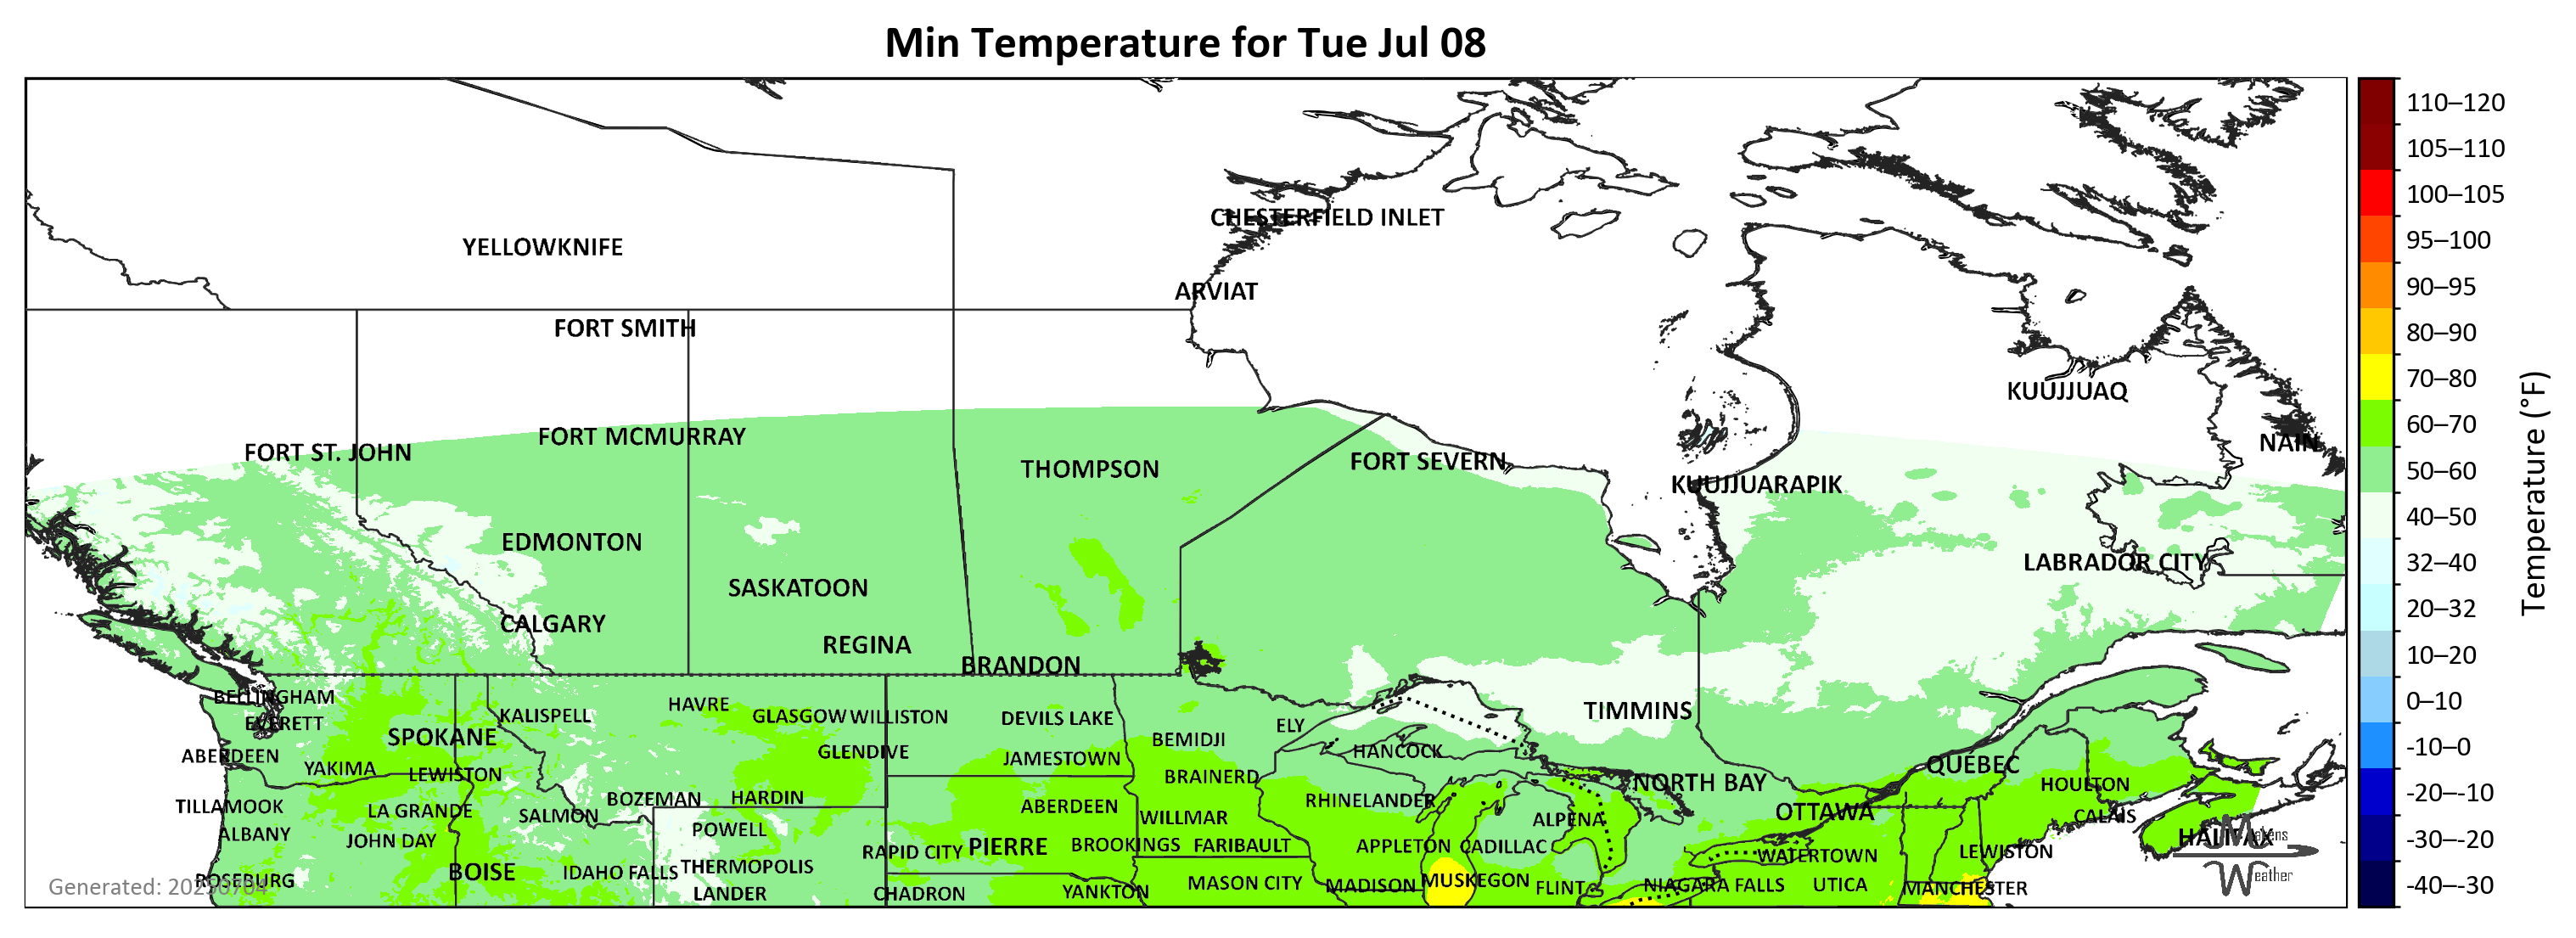 Min Temperature for Tue Jul 08
CHESTERFIELD INLET
YELLOWKNIFE
ARVIAT
FORT SMITH
KUUJJUAQ
FORT MCMURRAY
NAIN
FORT ST. JOHN
FORT SEVERN
THOMPSON
KUUJJUARAPIK
EDMONTON
LABRADOR CITY
SASKATOON
CALGARY
REGINA
BRANDON
BELLINGHAM
HAVRE
TIMMINS
KALISPELL
GLASGOW
WILLISTON
DEVILS LAKE
EVERETT
ELY
SPOKANE
BEMIDJI
GLENDIVE
HANCOCK
ABERDEEN
JAMESTOWN
QUÉBEC
YAKIMA
LEWISTON
BRAINERD
NORTH BAY
HOULTON
BOZEMAN
HARDIN
RHINELANDER
TILLAMOOK
ABERDEEN
LA GRANDE
SALMON
WILLMAR
ALPENA
OTTAWA
CALAIS
ALBANY
POWELL
HALIFAX
Makens
Weather
JOHN DAY
PIERRE
BROOKINGS
FARIBAULT
APPLETON
CADILLAC
RAPID CITY
WATERTOWN
LEWISTON
BOISE
IDAHO FALLS
THERMOPOLIS
ROSEBURG
MASON CITY
MADISON
MUSKEGON
FLINT
NIAGARA FALLS
UTICA
MANCHESTER
LANDER
CHADRON
YANKTON
Generated: 20250704
110–120
105–110
100–105
95–100
90–95
80–90
70–80
60–70
50–60
40–50
32–40
20–32
10–20
0–10
-10–0
-20–-10
-30–-20
-40–-30
Temperature (°F)